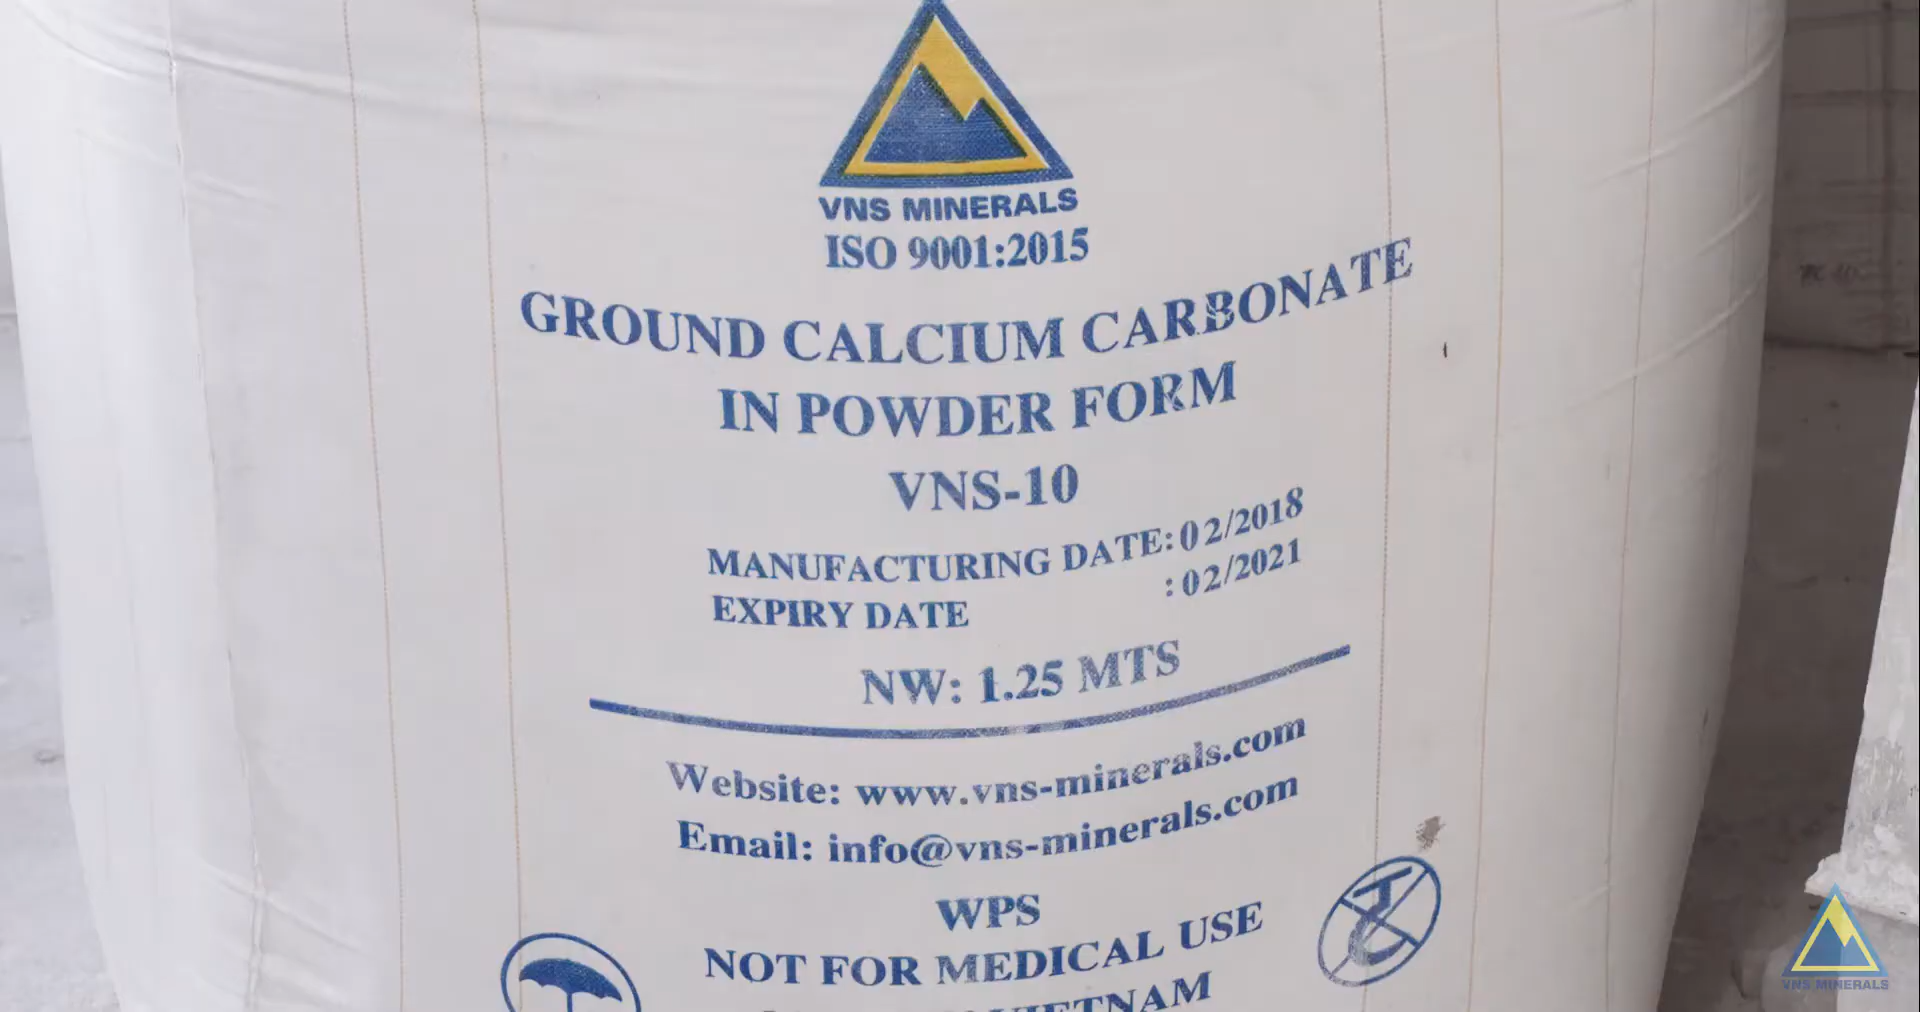 VNS MINERALS
ISO 9001:2015
GROUND CALCIUM CARBONATE
IN POWDER FORM
VNS-10
MANUFACTURING DATE: 02/2018
EXPIRY DATE : 02/2021
NW: 1.25 MTS
Website: www.vns-minerals.com
Email: info@vns-minerals.com
WPS
NOT FOR MEDICAL USE
VIETNAM
VNS MINERALS